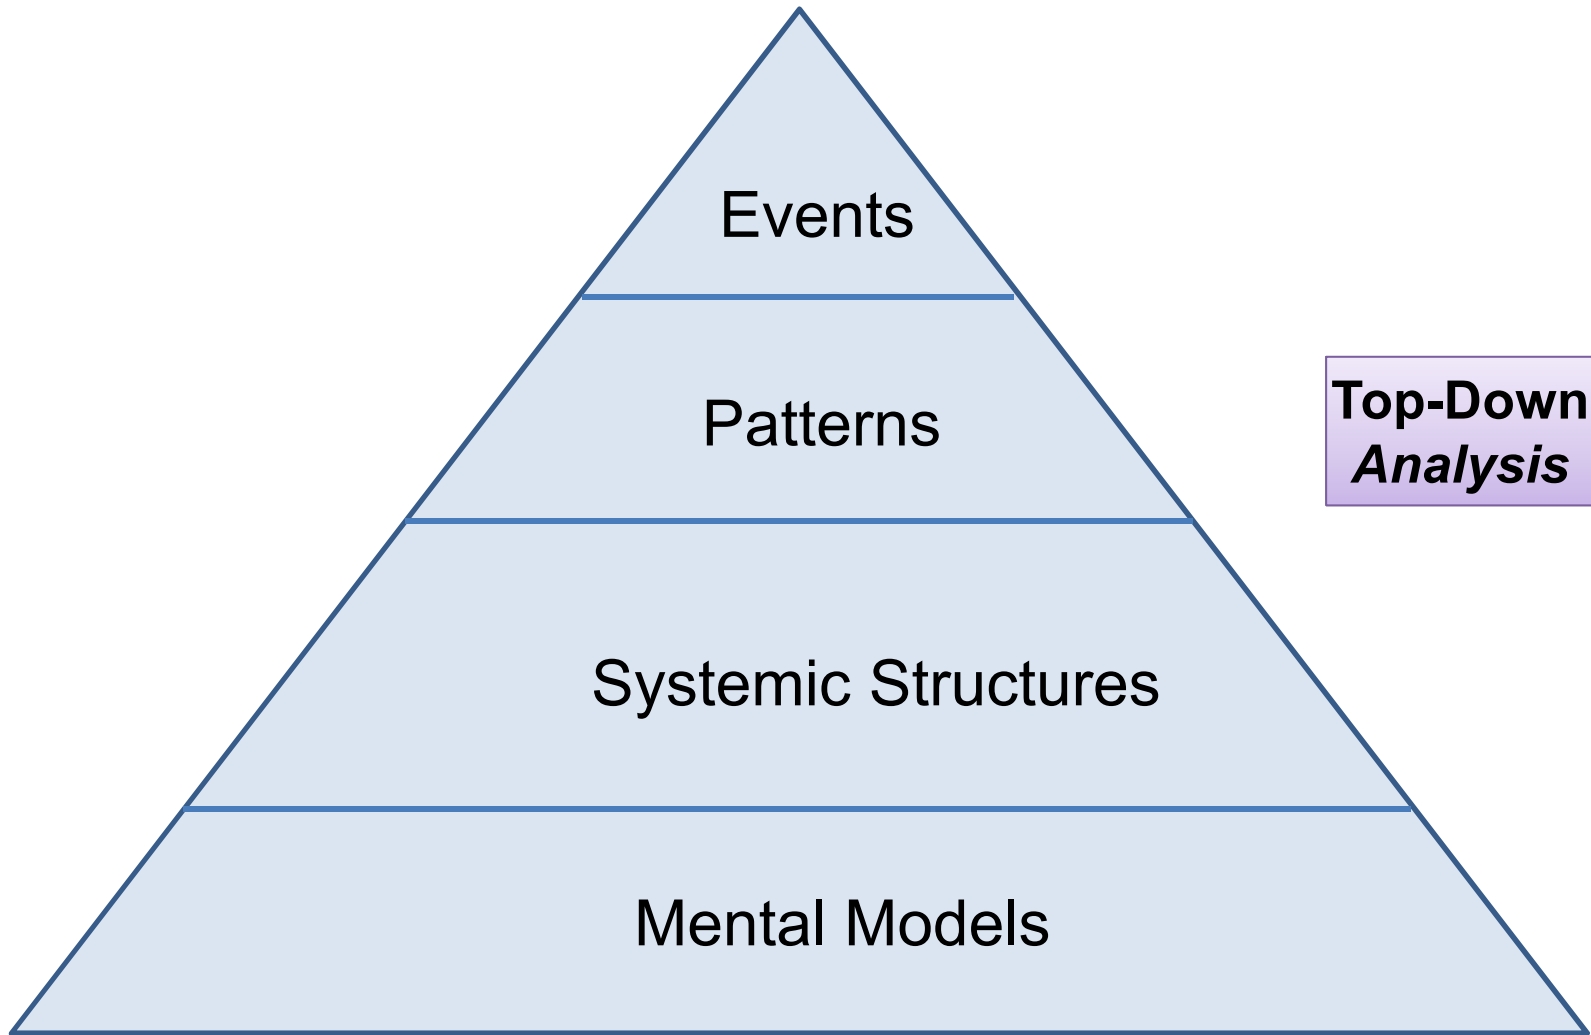 Events
Patterns
Top-Down
Analysis
Systemic Structures
Mental Models